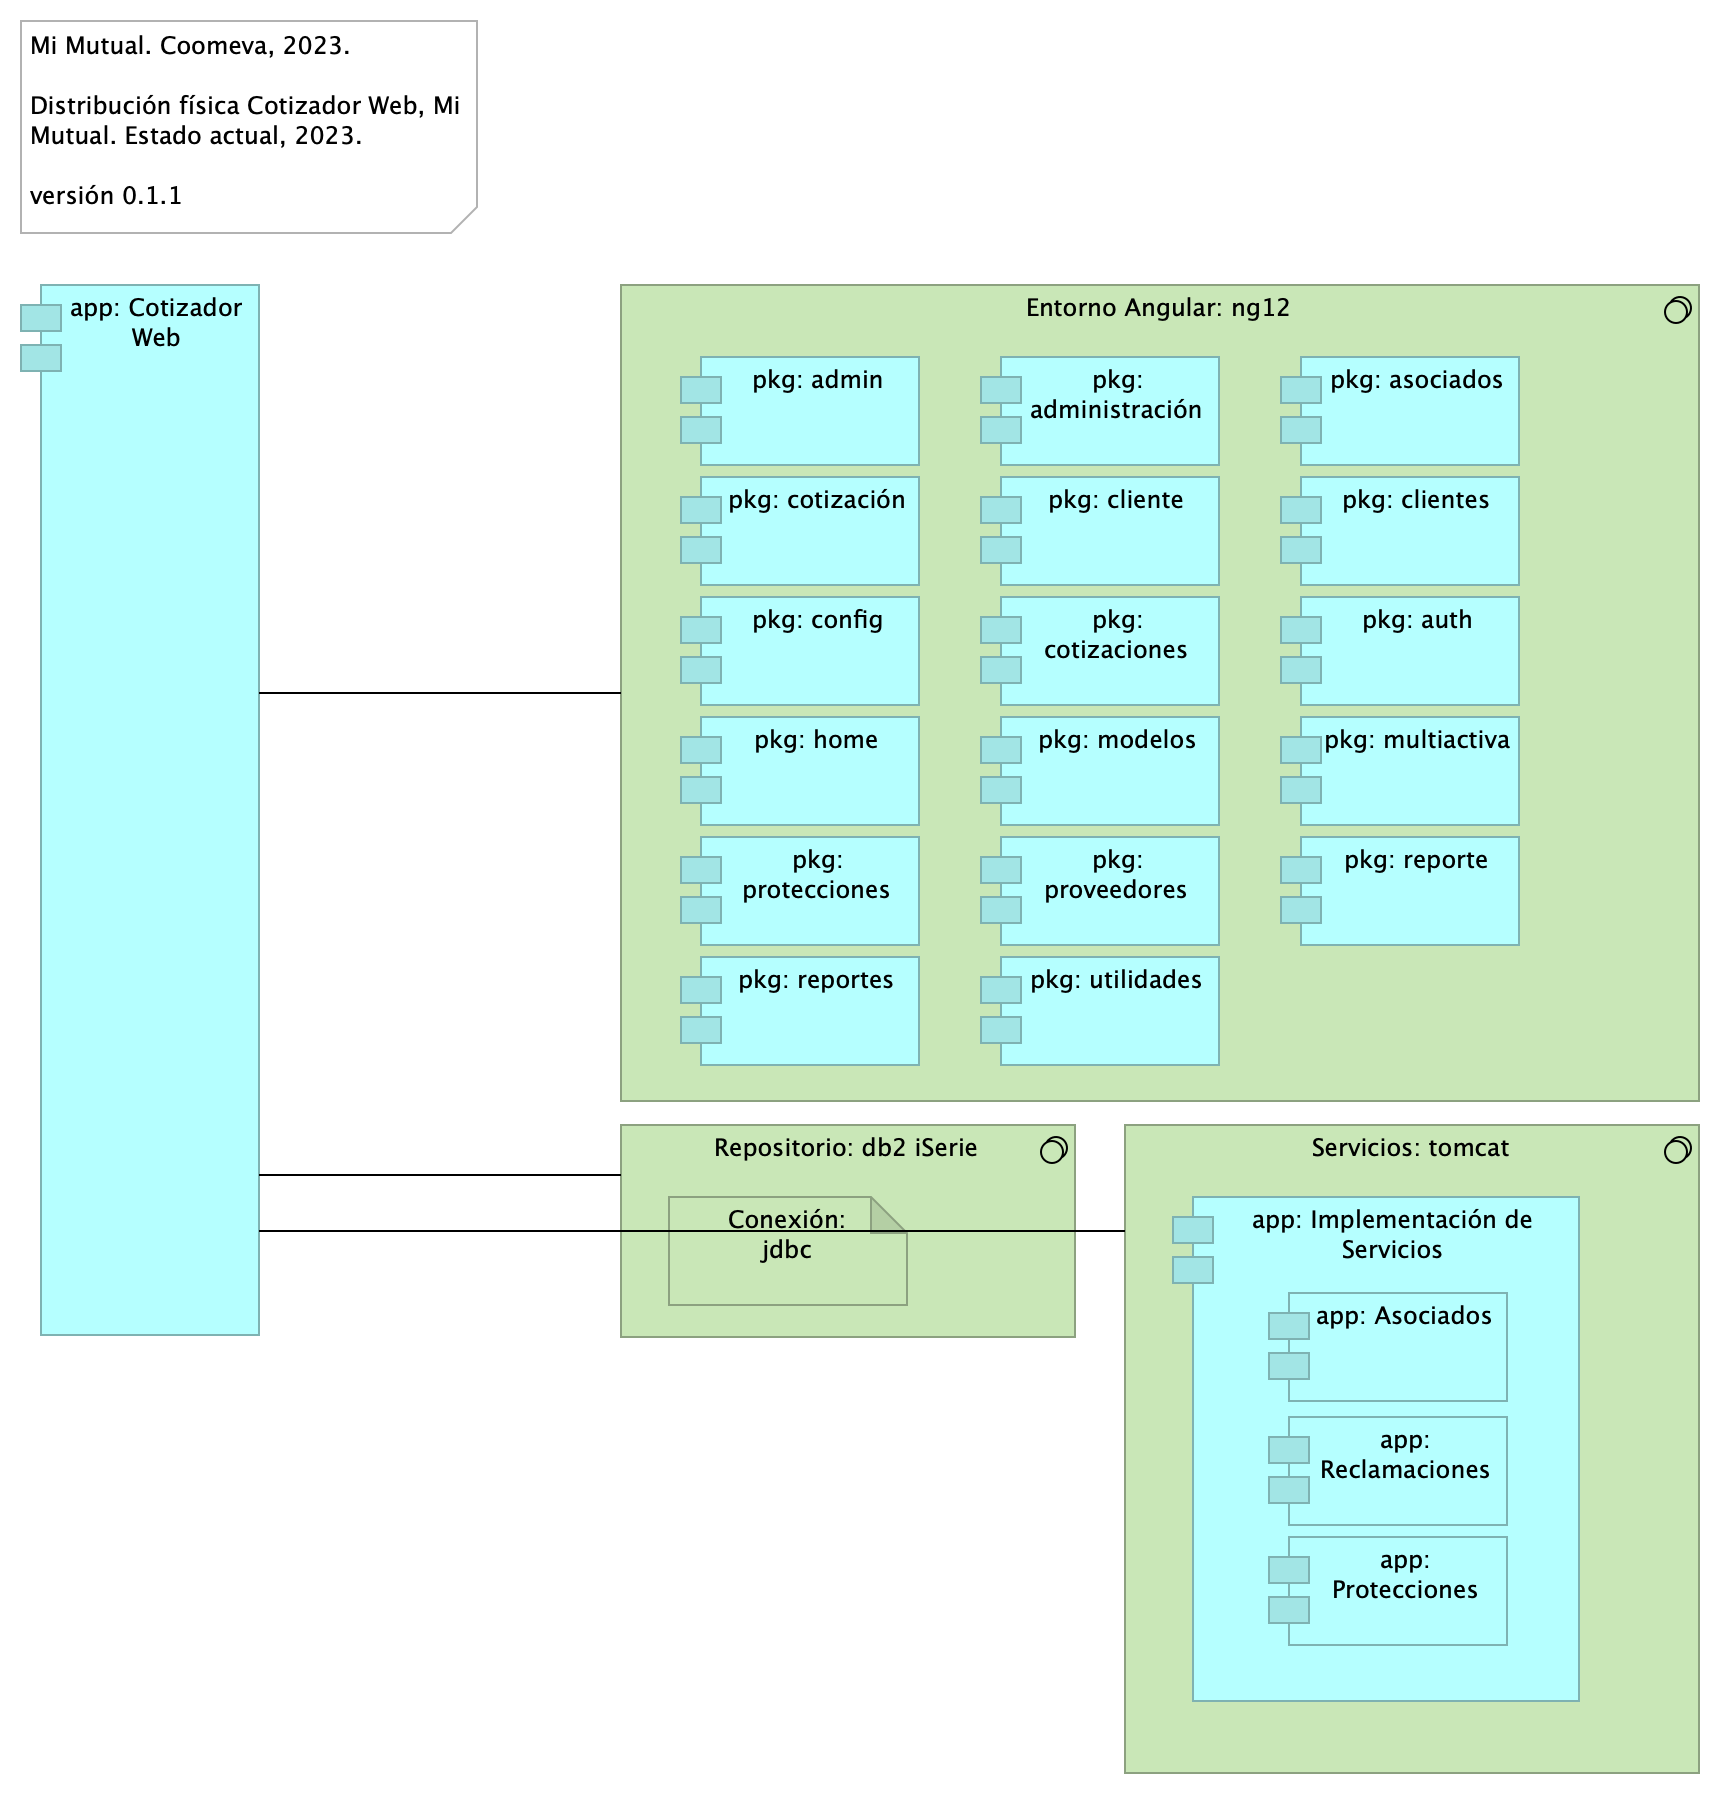 Mi Mutual. Coomeva, 2023.
Distribución física Cotizador Web, Mi
Mutual. Estado actual, 2023.
versión 0.1.1
app: Cotizador
Web
Entorno Angular: ng12
pkg: admin
pkg:
administración
pkg: asociados
pkg: cotización
pkg: cliente
pkg: clientes
pkg: config
pkg:
cotizaciones
pkg: auth
pkg: home
pkg: modelos
pkg: multiactiva
pkg:
protecciones
pkg:
proveedores
pkg: reporte
pkg: reportes
pkg: utilidades
Repositorio: db2 iSerie
Conexión:
jdbc
Servicios: tomcat
app: Implementación de
Servicios
app: Asociados
app:
Reclamaciones
app:
Protecciones